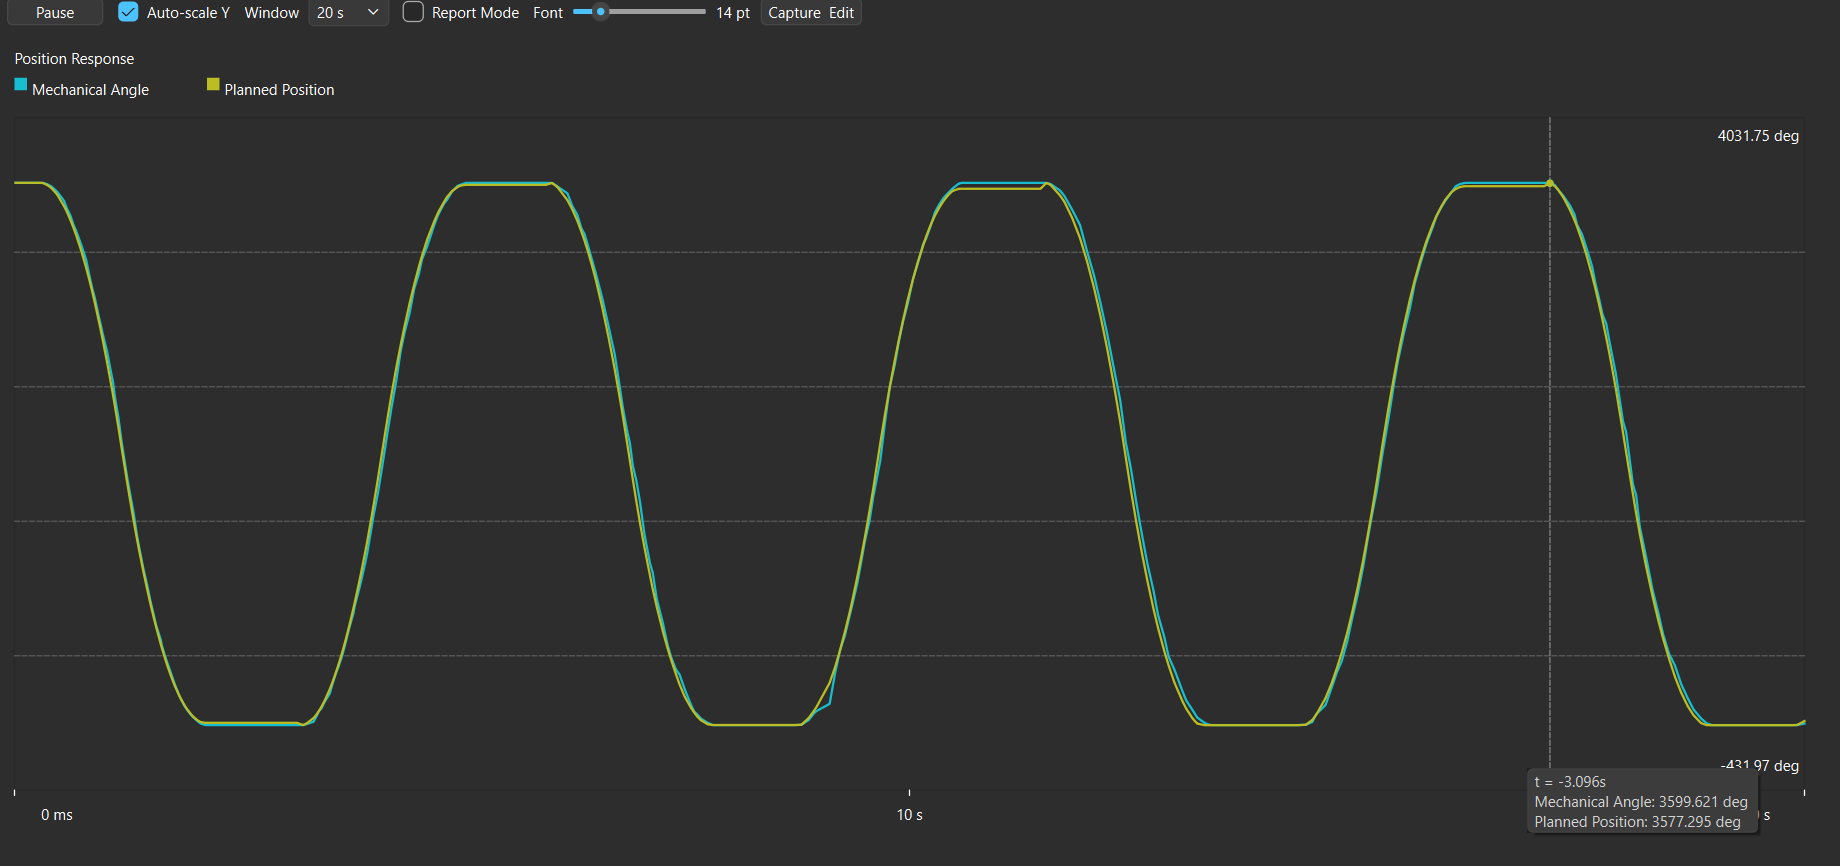 Pause Auto-scale Y Window 20 s Report Mode Font 14 pt Capture Edit
Position Response
Mechanical Angle Planned Position
4031.75 deg
-431.97 deg
t = -3.096s
Mechanical Angle: 3599.621 deg
Planned Position: 3577.295 deg
0 ms 10 s s